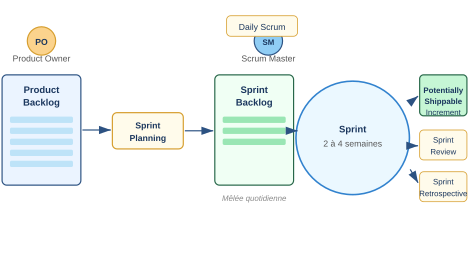 PO
Product Owner
Daily Scrum
SM
Scrum Master
Product
Backlog
Sprint
Planning
Sprint
Backlog
Mêlée quotidienne
Sprint
2 à 4 semaines
Potentially
Shippable
Increment
Sprint
Review
Sprint
Retrospective